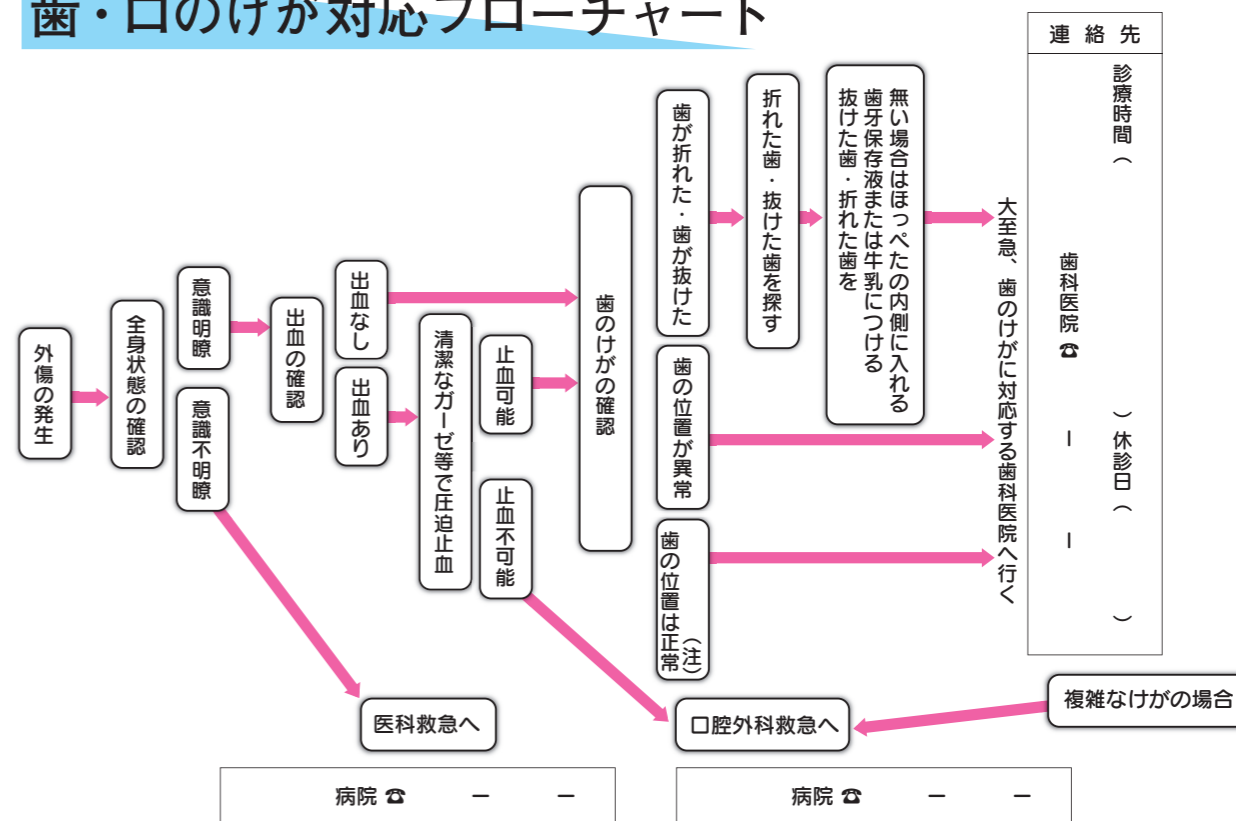 歯・口のけが対応フローチャート
外傷の発生
全身状態の確認
意識明瞭
意識不明瞭
出血の確認
出血なし
出血あり
清潔なガーゼ等で圧迫止血
止血可能
止血不可能
歯のけがの確認
歯が折れた・歯が抜けた
歯の位置が異常
歯の位置は正常
（注）
折れた歯・抜けた歯を探す
無い場合はほっぺたの内側に入れる
歯牙保存液または牛乳につける
抜けた歯・折れた歯を
大至急、歯のけがに対応する歯科医院へ行く
連絡先
診療時間（　　　）休診日（　　　）
歯科医院 ☎　ー　ー
医科救急へ
口腔外科救急へ
複雑なけがの場合
病院 ☎　ー　ー
病院 ☎　ー　ー